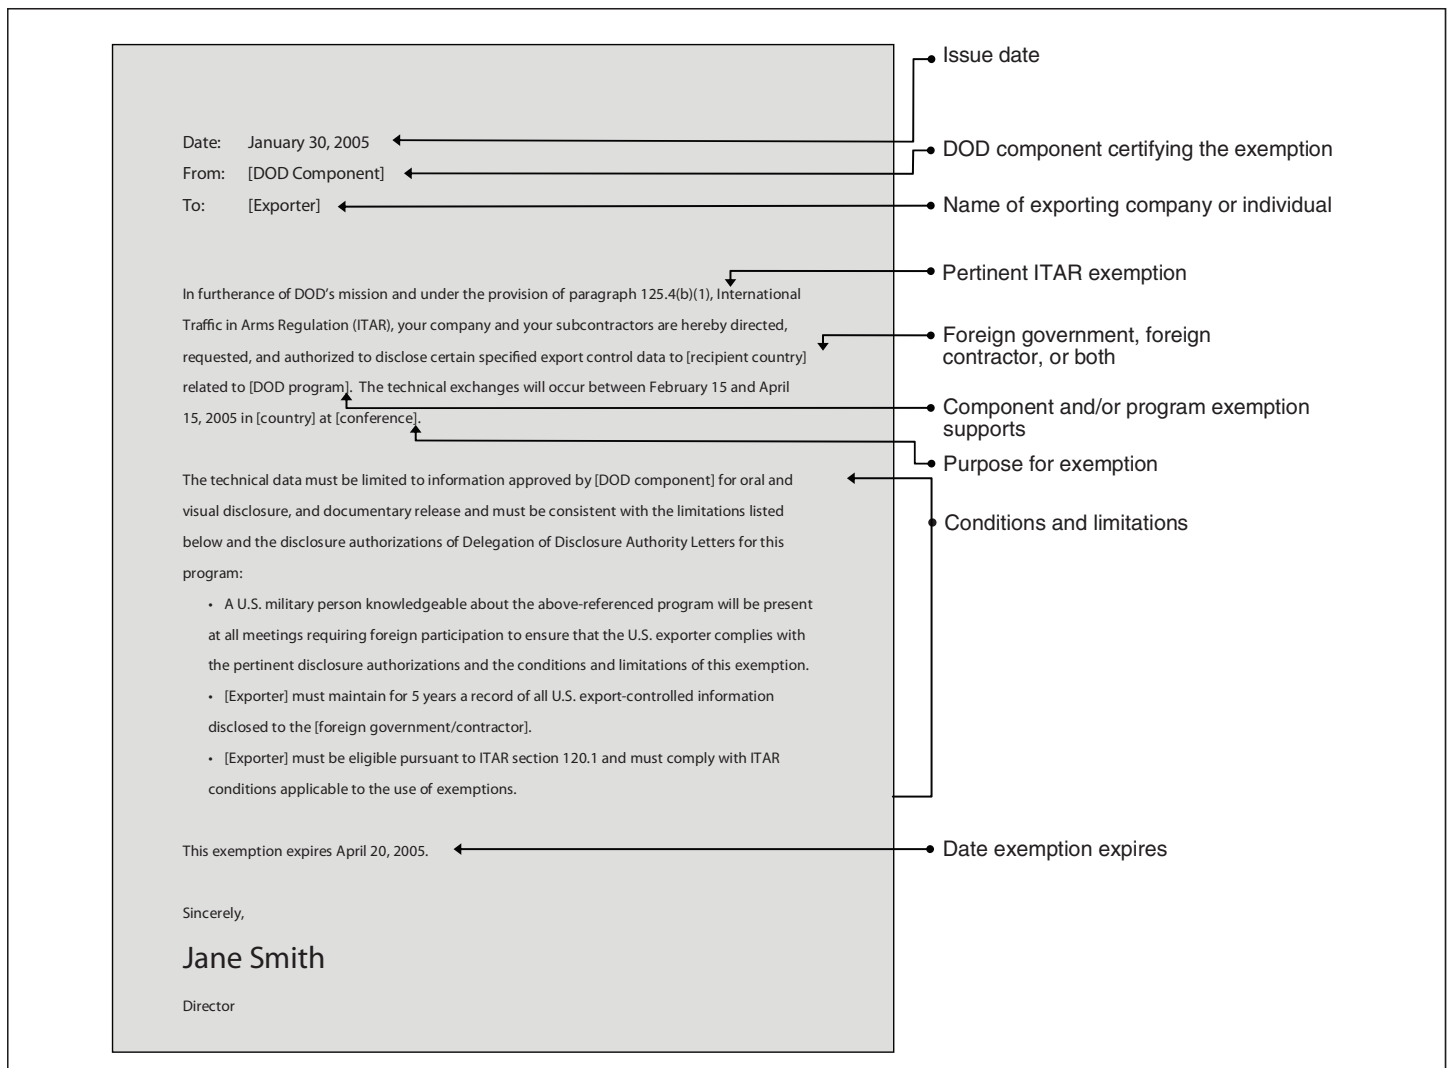 Issue date
Date: January 30, 2005
DOD component certifying the exemption
From: [DOD Component]
Name of exporting company or individual
To: [Exporter]
Pertinent ITAR exemption
In furtherance of DOD’s mission and under the provision of paragraph 125.4(b)(1), International
Traffic in Arms Regulation (ITAR), your company and your subcontractors are hereby directed,
requested, and authorized to disclose certain specified export control data to [recipient country]
related to [DOD program]. The technical exchanges will occur between February 15 and April
15, 2005 in [country] at [conference].
Foreign government, foreign
contractor, or both
Component and/or program exemption
supports
Purpose for exemption
The technical data must be limited to information approved by [DOD component] for oral and
visual disclosure, and documentary release and must be consistent with the limitations listed
below and the disclosure authorizations of Delegation of Disclosure Authority Letters for this
program:
• A U.S. military person knowledgeable about the above-referenced program will be present
at all meetings requiring foreign participation to ensure that the U.S. exporter complies with
the pertinent disclosure authorizations and the conditions and limitations of this exemption.
• [Exporter] must maintain for 5 years a record of all U.S. export-controlled information
disclosed to the [foreign government/contractor].
• [Exporter] must be eligible pursuant to ITAR section 120.1 and must comply with ITAR
conditions applicable to the use of exemptions.
Conditions and limitations
This exemption expires April 20, 2005.
Date exemption expires
Sincerely,
Jane Smith
Director